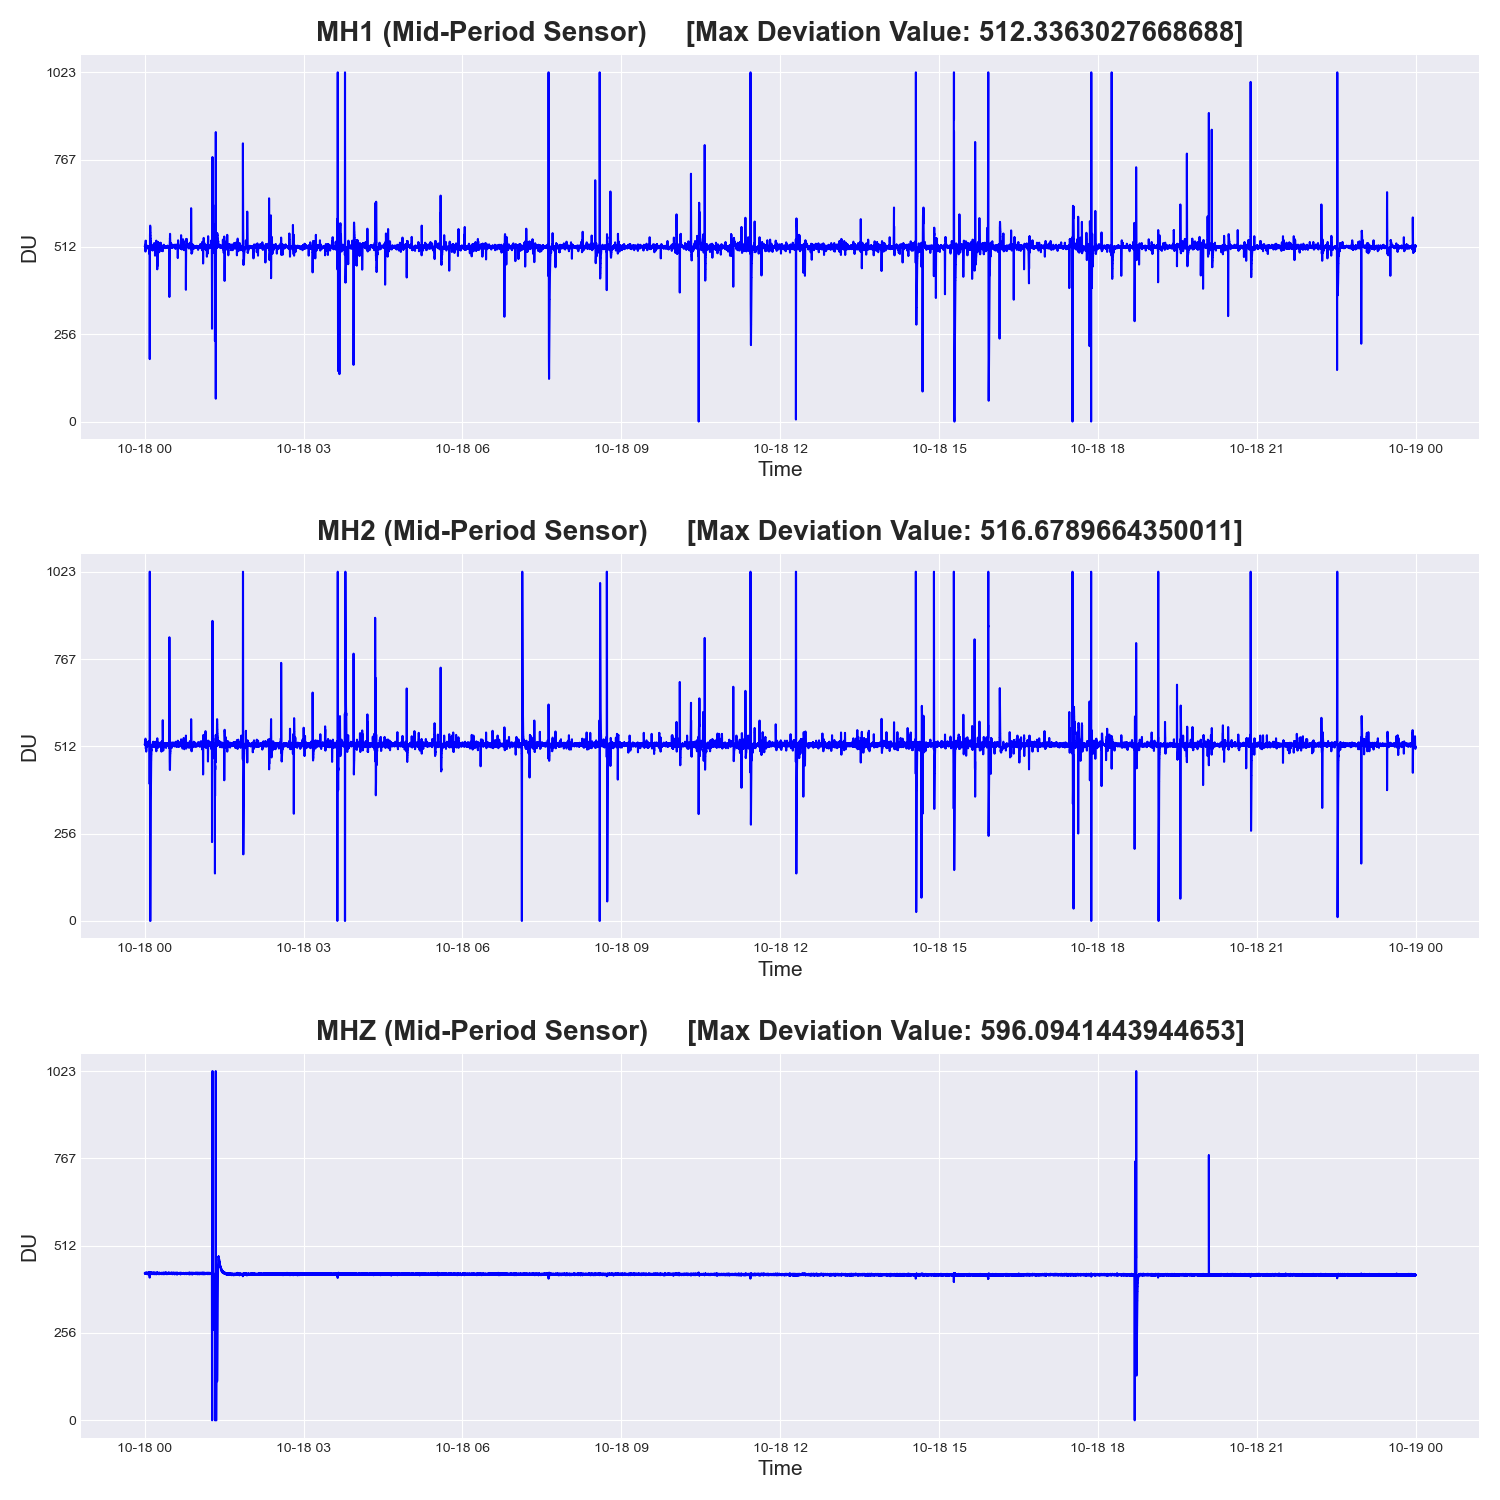 MH1 (Mid-Period Sensor) [Max Deviation Value: 512.3363027668688]
1023
767
512
256
0
DU
10-18 00 10-18 03 10-18 06 10-18 09 10-18 12 10-18 15 10-18 18 10-18 21 10-19 00
Time
MH2 (Mid-Period Sensor) [Max Deviation Value: 516.6789664350011]
1023
767
512
256
0
DU
10-18 00 10-18 03 10-18 06 10-18 09 10-18 12 10-18 15 10-18 18 10-18 21 10-19 00
Time
MHZ (Mid-Period Sensor) [Max Deviation Value: 596.0941443944653]
1023
767
512
256
0
DU
10-18 00 10-18 03 10-18 06 10-18 09 10-18 12 10-18 15 10-18 18 10-18 21 10-19 00
Time